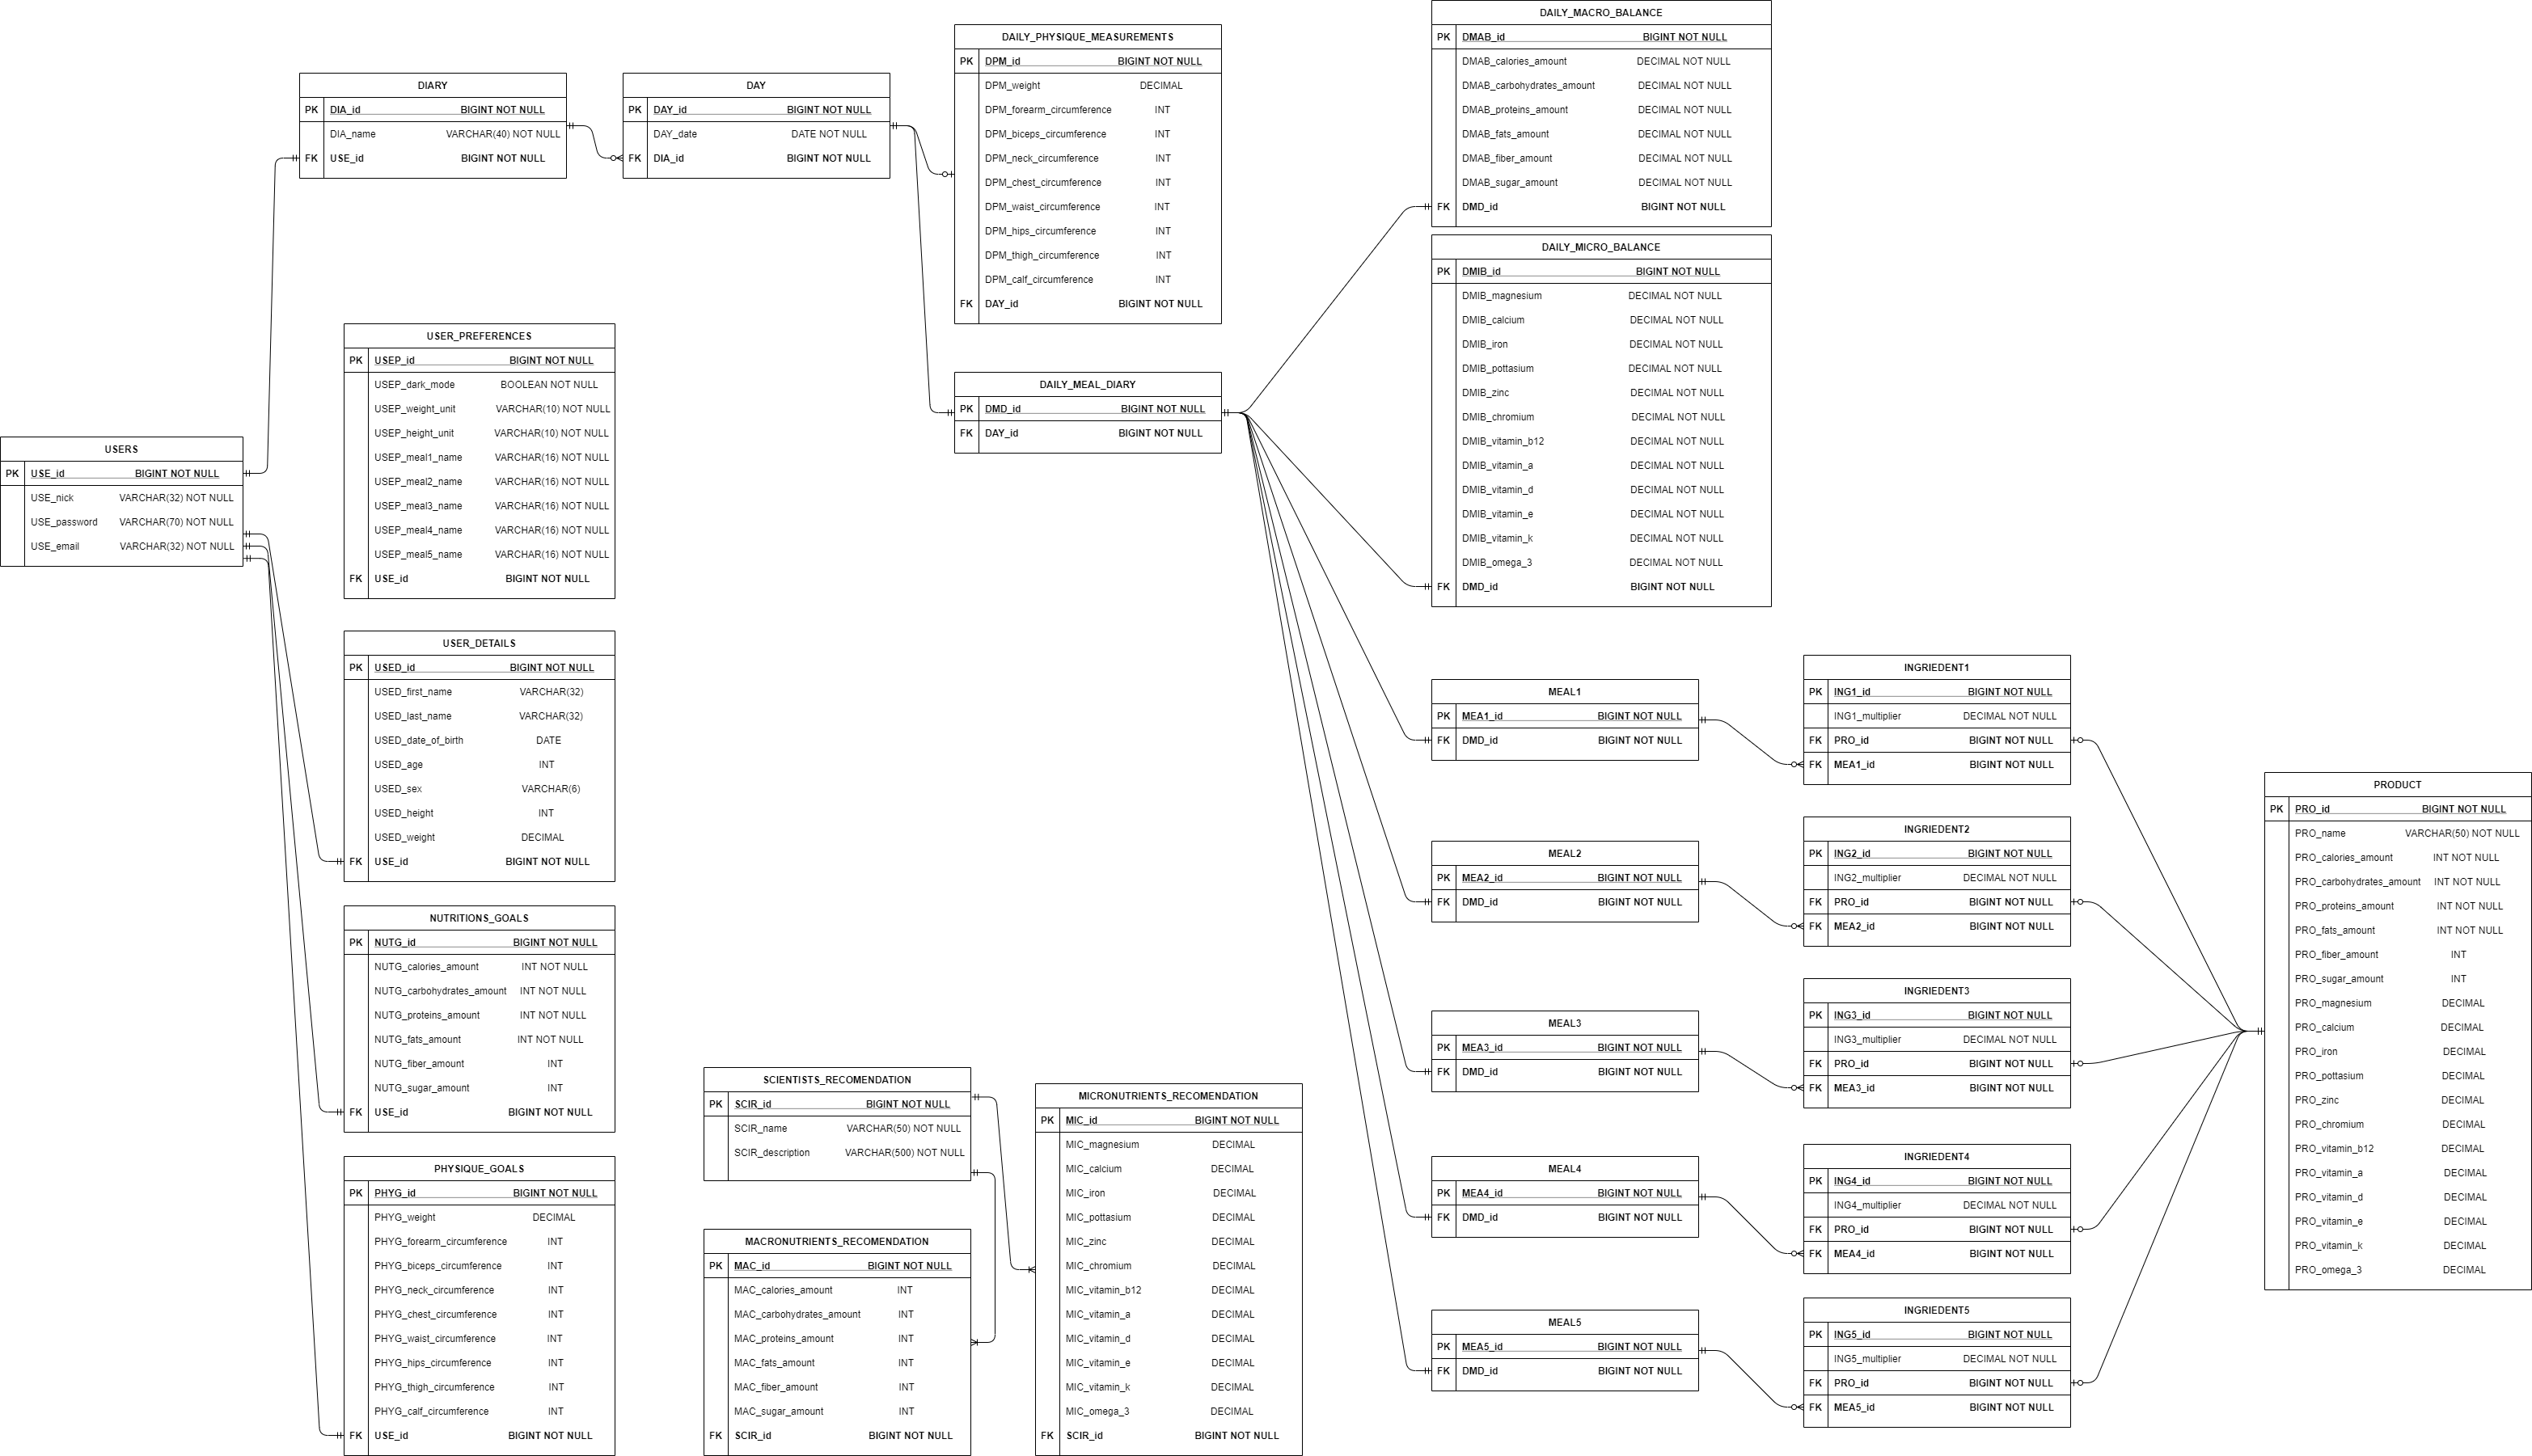 DIARY
PK DIA_id BIGINT NOT NULL
DIA_name VARCHAR(40) NOT NULL
FK USE_id BIGINT NOT NULL
DAY
PK DAY_id BIGINT NOT NULL
DAY_date DATE NOT NULL
FK DIA_id BIGINT NOT NULL
DAILY_PHYSIQUE_MEASUREMENTS
PK DPM_id BIGINT NOT NULL
DPM_weight DECIMAL
DPM_forearm_circumference INT
DPM_biceps_circumference INT
DPM_neck_circumference INT
DPM_chest_circumference INT
DPM_waist_circumference INT
DPM_hips_circumference INT
DPM_thigh_circumference INT
DPM_calf_circumference INT
FK DAY_id BIGINT NOT NULL
DAILY_MEAL_DIARY
PK DMD_id BIGINT NOT NULL
FK DAY_id BIGINT NOT NULL
DAILY_MACRO_BALANCE
PK DMAB_id BIGINT NOT NULL
DMAB_calories_amount DECIMAL NOT NULL
DMAB_carbohydrates_amount DECIMAL NOT NULL
DMAB_proteins_amount DECIMAL NOT NULL
DMAB_fats_amount DECIMAL NOT NULL
DMAB_fiber_amount DECIMAL NOT NULL
DMAB_sugar_amount DECIMAL NOT NULL
FK DMD_id BIGINT NOT NULL
DAILY_MICRO_BALANCE
PK DMIB_id BIGINT NOT NULL
DMIB_magnesium DECIMAL NOT NULL
DMIB_calcium DECIMAL NOT NULL
DMIB_iron DECIMAL NOT NULL
DMIB_pottasium DECIMAL NOT NULL
DMIB_zinc DECIMAL NOT NULL
DMIB_chromium DECIMAL NOT NULL
DMIB_vitamin_b12 DECIMAL NOT NULL
DMIB_vitamin_a DECIMAL NOT NULL
DMIB_vitamin_d DECIMAL NOT NULL
DMIB_vitamin_e DECIMAL NOT NULL
DMIB_vitamin_k DECIMAL NOT NULL
DMIB_omega_3 DECIMAL NOT NULL
FK DMD_id BIGINT NOT NULL
USERS
PK USE_id BIGINT NOT NULL
USE_nick VARCHAR(32) NOT NULL
USE_password VARCHAR(70) NOT NULL
USE_email VARCHAR(32) NOT NULL
USER_PREFERENCES
PK USEP_id BIGINT NOT NULL
USEP_dark_mode BOOLEAN NOT NULL
USEP_weight_unit VARCHAR(10) NOT NULL
USEP_height_unit VARCHAR(10) NOT NULL
USEP_meal1_name VARCHAR(16) NOT NULL
USEP_meal2_name VARCHAR(16) NOT NULL
USEP_meal3_name VARCHAR(16) NOT NULL
USEP_meal4_name VARCHAR(16) NOT NULL
USEP_meal5_name VARCHAR(16) NOT NULL
FK USE_id BIGINT NOT NULL
USER_DETAILS
PK USED_id BIGINT NOT NULL
USED_first_name VARCHAR(32)
USED_last_name VARCHAR(32)
USED_date_of_birth DATE
USED_age INT
USED_sex VARCHAR(6)
USED_height INT
USED_weight DECIMAL
FK USE_id BIGINT NOT NULL
NUTRITIONS_GOALS
PK NUTG_id BIGINT NOT NULL
NUTG_calories_amount INT NOT NULL
NUTG_carbohydrates_amount INT NOT NULL
NUTG_proteins_amount INT NOT NULL
NUTG_fats_amount INT NOT NULL
NUTG_fiber_amount INT
NUTG_sugar_amount INT
FK USE_id BIGINT NOT NULL
PHYSIQUE_GOALS
PK PHYG_id BIGINT NOT NULL
PHYG_weight DECIMAL
PHYG_forearm_circumference INT
PHYG_biceps_circumference INT
PHYG_neck_circumference INT
PHYG_chest_circumference INT
PHYG_waist_circumference INT
PHYG_hips_circumference INT
PHYG_thigh_circumference INT
PHYG_calf_circumference INT
FK USE_id BIGINT NOT NULL
SCIENTISTS_RECOMENDATION
PK SCIR_id BIGINT NOT NULL
SCIR_name VARCHAR(50) NOT NULL
SCIR_description VARCHAR(500) NOT NULL
MACRONUTRIENTS_RECOMENDATION
PK MAC_id BIGINT NOT NULL
MAC_calories_amount INT
MAC_carbohydrates_amount INT
MAC_proteins_amount INT
MAC_fats_amount INT
MAC_fiber_amount INT
MAC_sugar_amount INT
FK SCIR_id BIGINT NOT NULL
MICRONUTRIENTS_RECOMENDATION
PK MIC_id BIGINT NOT NULL
MIC_magnesium DECIMAL
MIC_calcium DECIMAL
MIC_iron DECIMAL
MIC_pottasium DECIMAL
MIC_zinc DECIMAL
MIC_chromium DECIMAL
MIC_vitamin_b12 DECIMAL
MIC_vitamin_a DECIMAL
MIC_vitamin_d DECIMAL
MIC_vitamin_e DECIMAL
MIC_vitamin_k DECIMAL
MIC_omega_3 DECIMAL
FK SCIR_id BIGINT NOT NULL
MEAL1
PK MEA1_id BIGINT NOT NULL
FK DMD_id BIGINT NOT NULL
MEAL2
PK MEA2_id BIGINT NOT NULL
FK DMD_id BIGINT NOT NULL
MEAL3
PK MEA3_id BIGINT NOT NULL
FK DMD_id BIGINT NOT NULL
MEAL4
PK MEA4_id BIGINT NOT NULL
FK DMD_id BIGINT NOT NULL
MEAL5
PK MEA5_id BIGINT NOT NULL
FK DMD_id BIGINT NOT NULL
INGRIEDENT1
PK ING1_id BIGINT NOT NULL
ING1_multiplier DECIMAL NOT NULL
FK PRO_id BIGINT NOT NULL
FK MEA1_id BIGINT NOT NULL
INGRIEDENT2
PK ING2_id BIGINT NOT NULL
ING2_multiplier DECIMAL NOT NULL
FK PRO_id BIGINT NOT NULL
FK MEA2_id BIGINT NOT NULL
INGRIEDENT3
PK ING3_id BIGINT NOT NULL
ING3_multiplier DECIMAL NOT NULL
FK PRO_id BIGINT NOT NULL
FK MEA3_id BIGINT NOT NULL
INGRIEDENT4
PK ING4_id BIGINT NOT NULL
ING4_multiplier DECIMAL NOT NULL
FK PRO_id BIGINT NOT NULL
FK MEA4_id BIGINT NOT NULL
INGRIEDENT5
PK ING5_id BIGINT NOT NULL
ING5_multiplier DECIMAL NOT NULL
FK PRO_id BIGINT NOT NULL
FK MEA5_id BIGINT NOT NULL
PRODUCT
PK PRO_id BIGINT NOT NULL
PRO_name VARCHAR(50) NOT NULL
PRO_calories_amount INT NOT NULL
PRO_carbohydrates_amount INT NOT NULL
PRO_proteins_amount INT NOT NULL
PRO_fats_amount INT NOT NULL
PRO_fiber_amount INT
PRO_sugar_amount INT
PRO_magnesium DECIMAL
PRO_calcium DECIMAL
PRO_iron DECIMAL
PRO_pottasium DECIMAL
PRO_zinc DECIMAL
PRO_chromium DECIMAL
PRO_vitamin_b12 DECIMAL
PRO_vitamin_a DECIMAL
PRO_vitamin_d DECIMAL
PRO_vitamin_e DECIMAL
PRO_vitamin_k DECIMAL
PRO_omega_3 DECIMAL